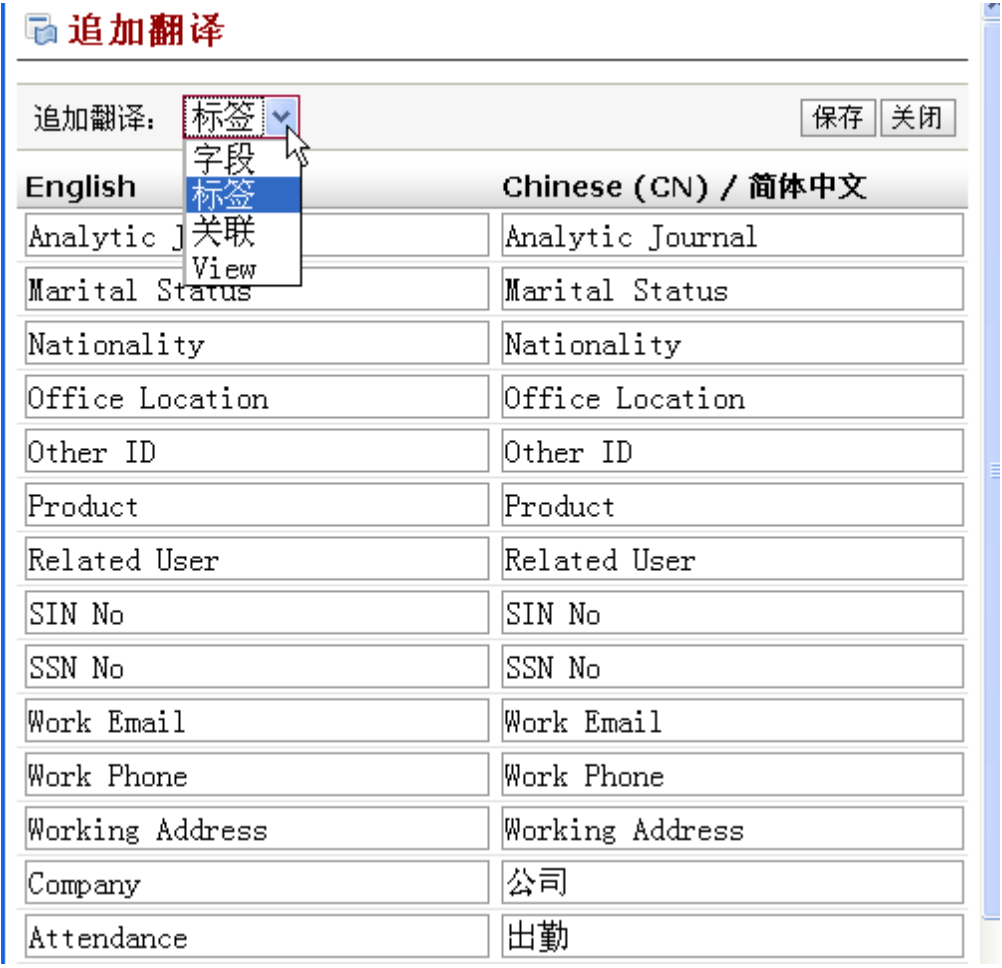 追加翻译
追加翻译： 标签 保存 关闭
字段
标签
关联
View
English Chinese (CN) / 简体中文
Analytic J Analytic Journal
Marital Status Marital Status
Nationality Nationality
Office Location Office Location
Other ID Other ID
Product Product
Related User Related User
SIN No SIN No
SSN No SSN No
Work Email Work Email
Work Phone Work Phone
Working Address Working Address
Company 公司
Attendance 出勤